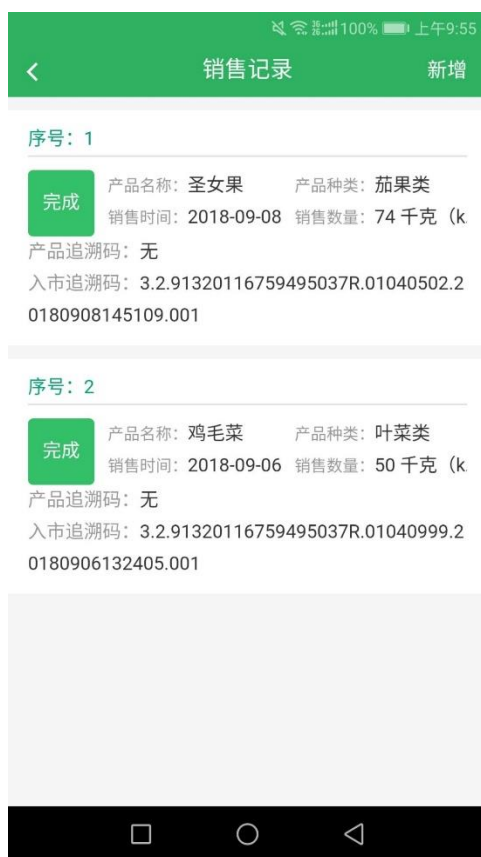 100% 上午9:55
销售记录 新增
序号：1
完成
产品名称：圣女果 产品种类：茄果类
销售时间：2018-09-08 销售数量：74 千克（k
产品追溯码：无
入市追溯码：3.2.91320116759495037R.01040502.2
0180908145109.001
序号：2
完成
产品名称：鸡毛菜 产品种类：叶菜类
销售时间：2018-09-06 销售数量：50 千克（k
产品追溯码：无
入市追溯码：3.2.91320116759495037R.01040999.2
0180906132405.001